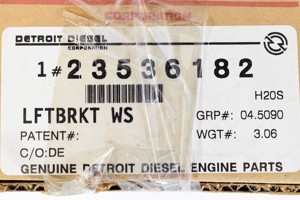 CORPORATION
DETROIT DIESEL
CORPORATION
1# 23536182
H20S
LFTBRKT WS GRP#: 04.5090
PATENT#: WGT#: 3.06
C/O:DE
GENUINE DETROIT DIESEL ENGINE PARTS